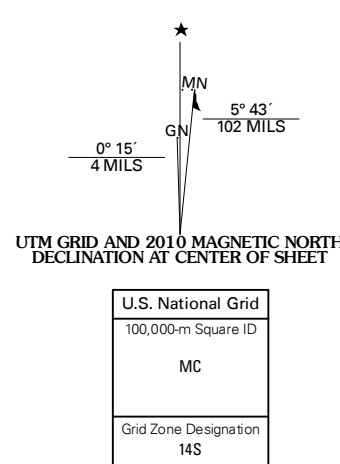 ★
MN
GN
5° 43´
102 MILS
0° 15´
4 MILS
UTM GRID AND 2010 MAGNETIC NORTH
DECLINATION AT CENTER OF SHEET
U.S. National Grid
100,000-m Square ID
MC
Grid Zone Designation
14S